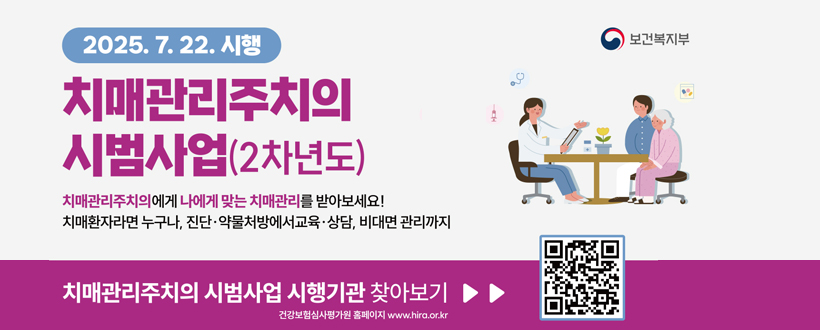 2025. 7. 22. 시행
보건복지부
치매관리주치의
시범사업(2차년도)
치매관리주치의에게 나에게 맞는 치매관리를 받아보세요!
치매환자라면 누구나, 진단·약물처방에서교육·상담, 비대면 관리까지
치매관리주치의 시범사업 시행기관 찾아보기
건강보험심사평가원 홈페이지 www.hira.or.kr